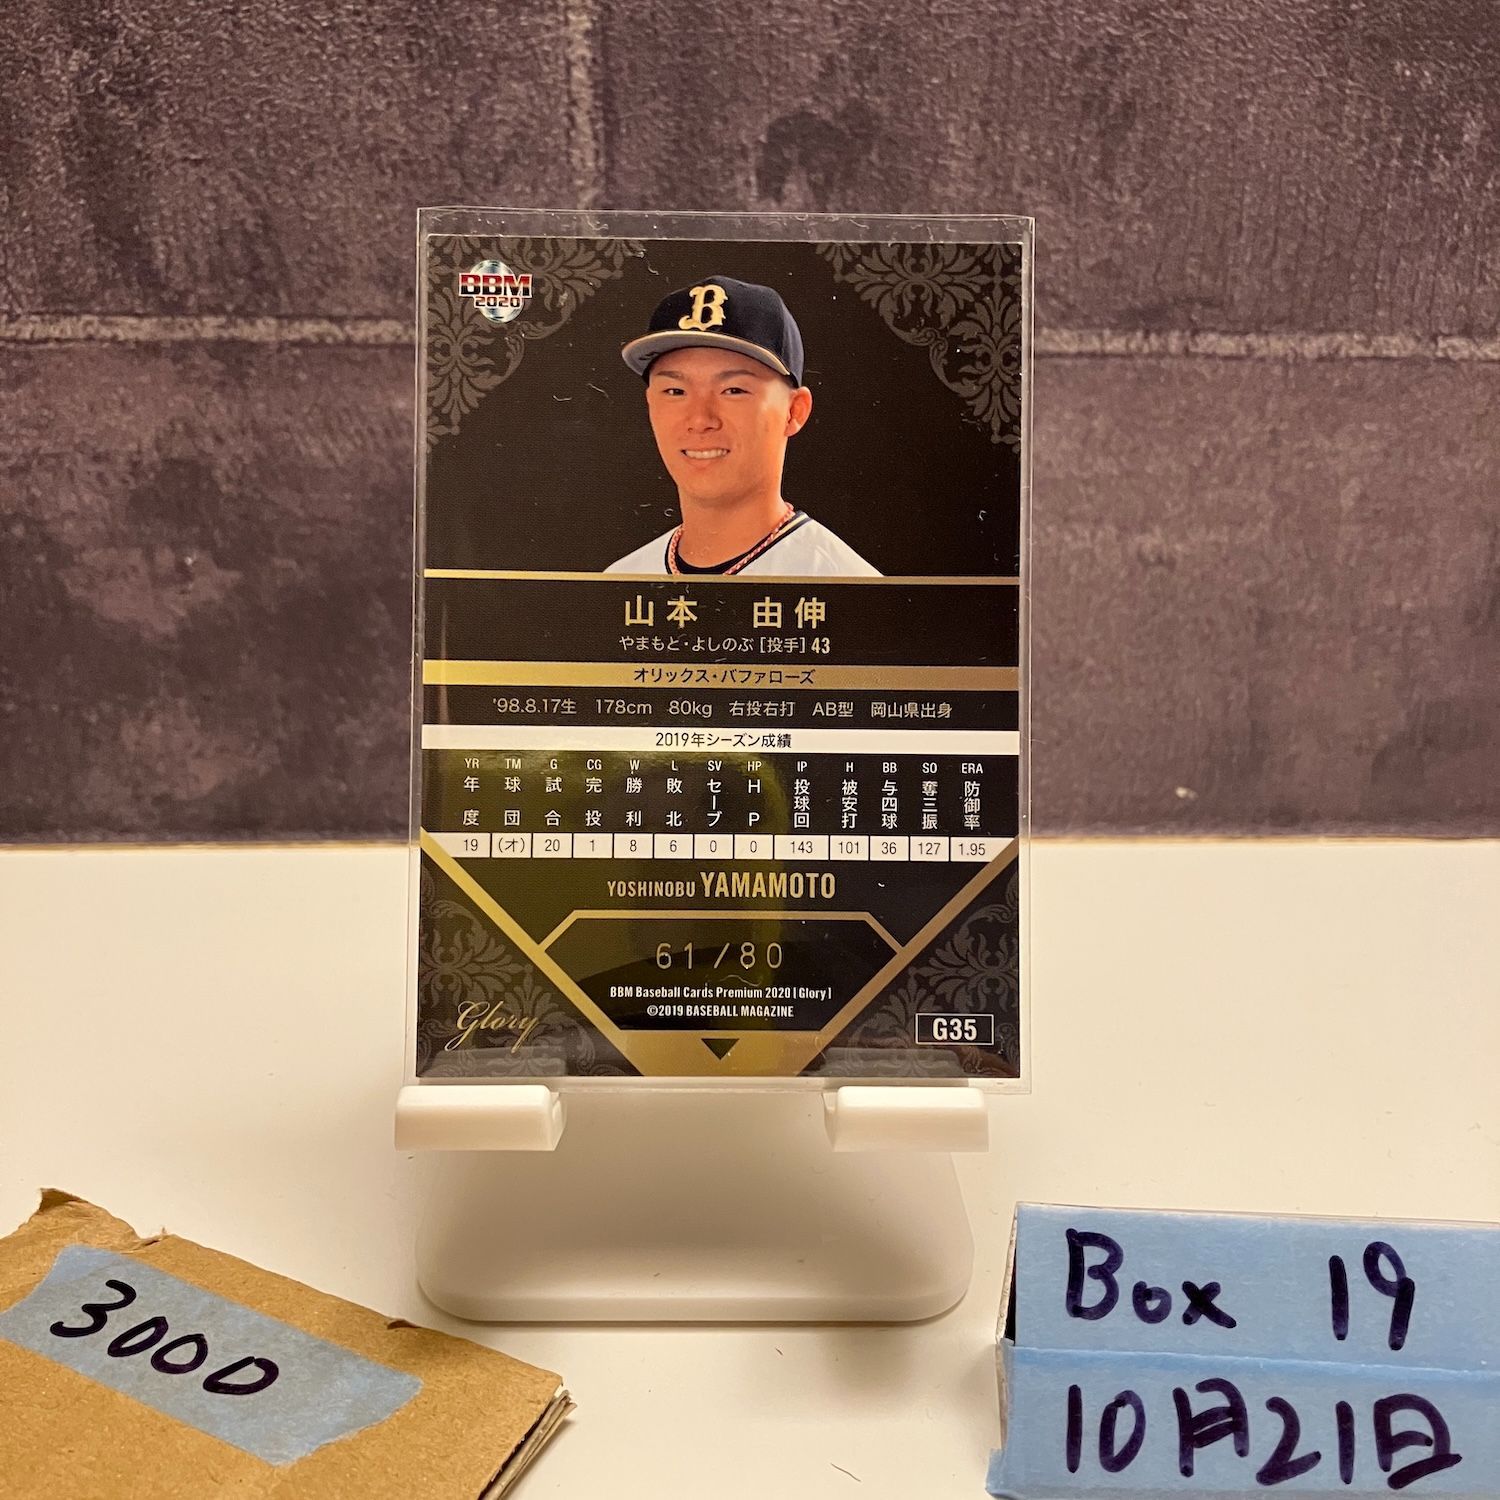 BBM
2020
B
山本 由伸
やまもと・よしのぶ [投手] 43
オリックス・バファローズ
'98.8.17生 178cm 80kg 右投右打 AB型 岡山県出身
2019年シーズン成績
YR TM G CG W L SV HP IP H BB SO ERA
年度 球団 試合 完投 勝利 敗北 セーブ HP 投球回 被安打 与四球 奪三振 防御率
19 (オ) 20 1 8 6 0 0 143 101 36 127 1.95
YOSHINOBU YAMAMOTO
61/80
BBM Baseball Cards Premium 2020 [Glory]
©2019 BASEBALL MAGAZINE
Glory
G35
3000
Box 19
10月21日